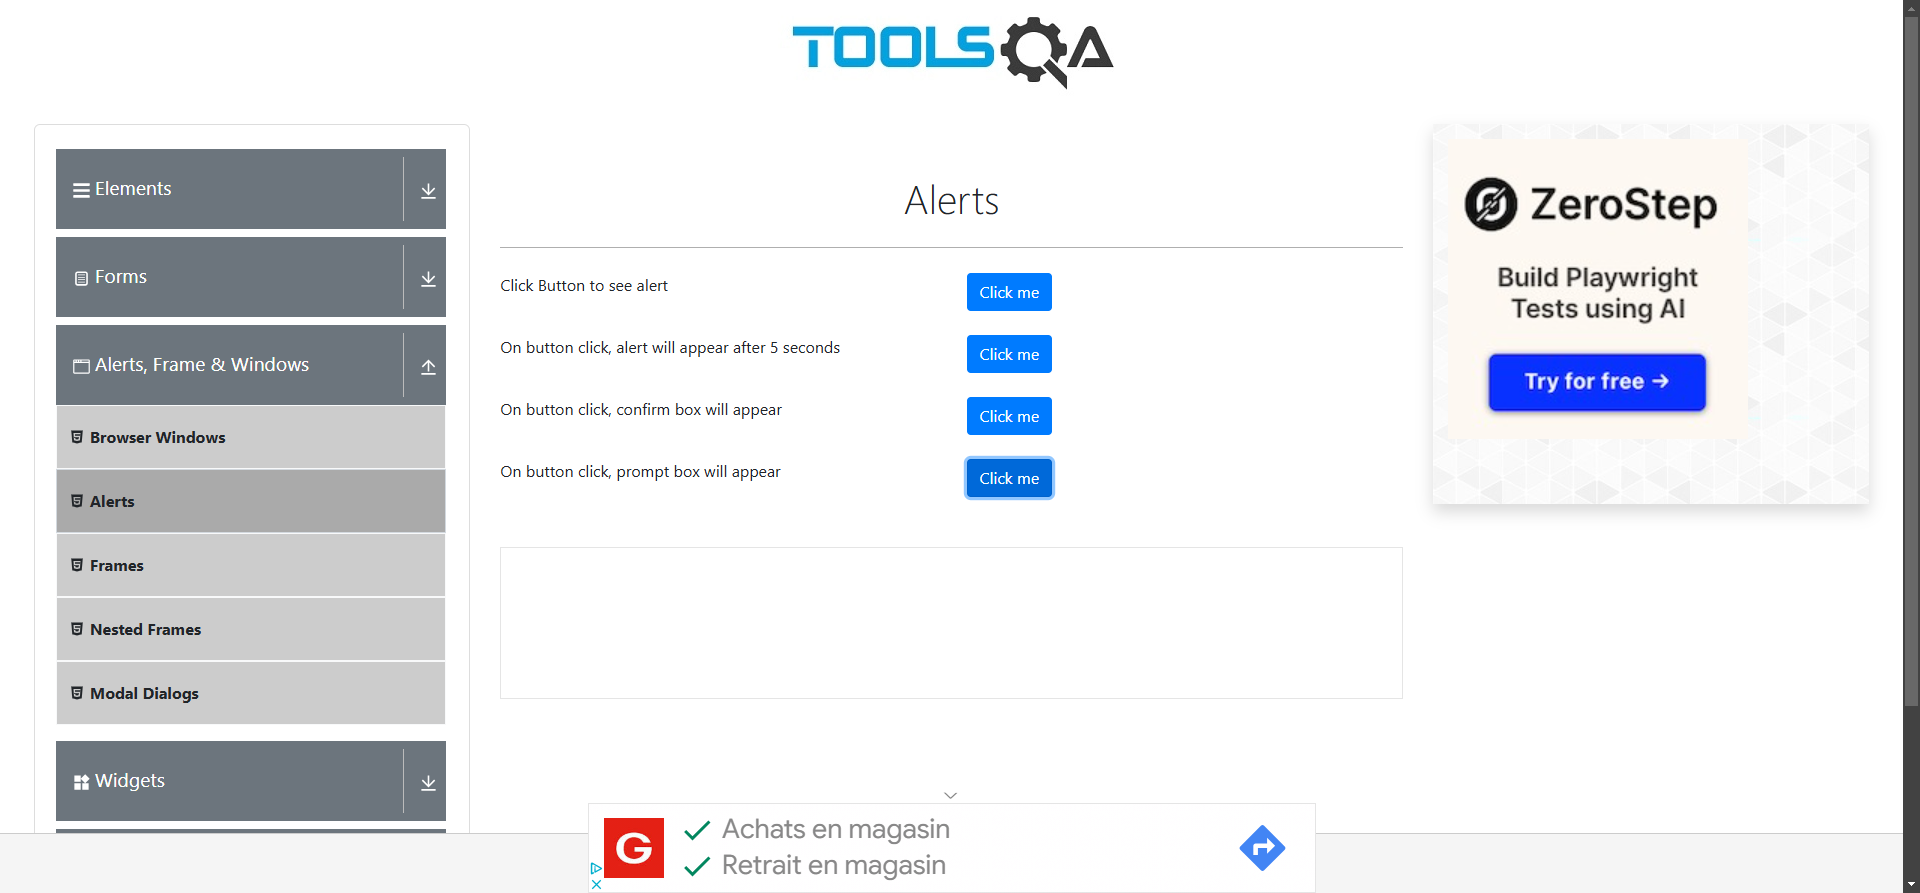 TOOLSQA
Elements
Forms
Alerts, Frame & Windows
Browser Windows
Alerts
Frames
Nested Frames
Modal Dialogs
Widgets
Alerts
Click Button to see alert
Click me
On button click, alert will appear after 5 seconds
Click me
On button click, confirm box will appear
Click me
On button click, prompt box will appear
Click me
ZeroStep
Build Playwright
Tests using AI
Try for free →
G
Achats en magasin
Retrait en magasin